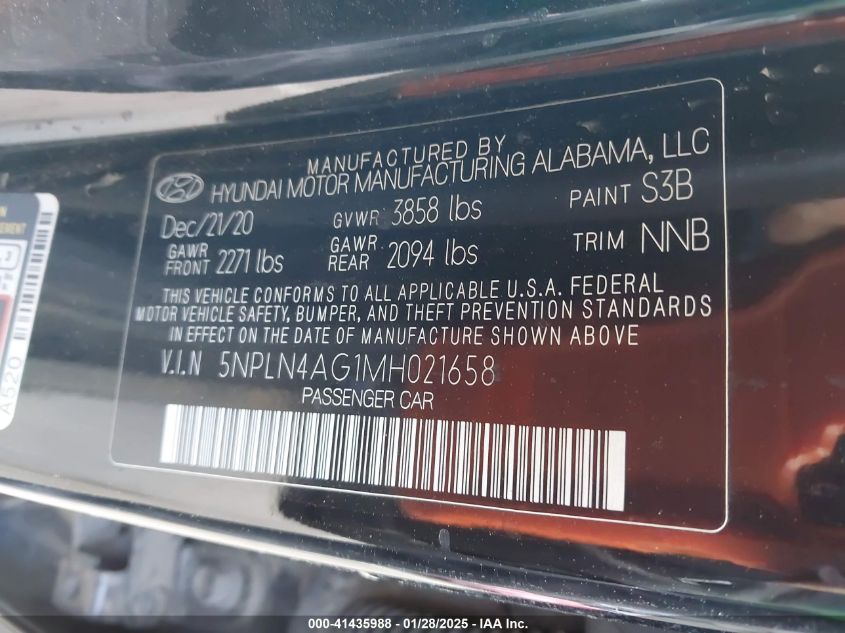 MANUFACTURED BY
HYUNDAI MOTOR MANUFACTURING ALABAMA, LLC
Dec/21/20 GVWR 3858 lbs PAINT S3B
GAWR FRONT 2271 lbs GAWR REAR 2094 lbs TRIM NNB
THIS VEHICLE CONFORMS TO ALL APPLICABLE U.S.A. FEDERAL
MOTOR VEHICLE SAFETY, BUMPER, AND THEFT PREVENTION STANDARDS
IN EFFECT ON THE DATE OF MANUFACTURE SHOWN ABOVE
V.I.N 5NPLN4AG1MH021658
PASSENGER CAR
A520
000-41435988 | 01/28/2025 | IAA Inc.